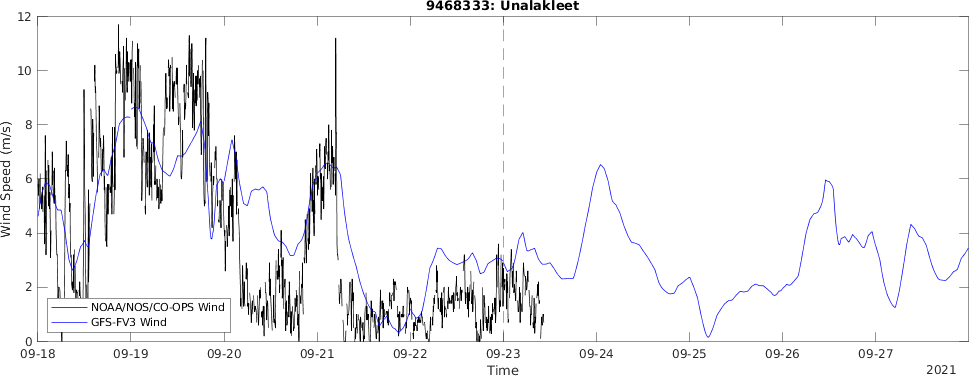 9468333: Unalakleet
Wind Speed (m/s)
12
10
8
6
4
2
0
NOAA/NOS/CO-OPS Wind
GFS-FV3 Wind
09-18 09-19 09-20 09-21 09-22 09-23 09-24 09-25 09-26 09-27
Time
2021